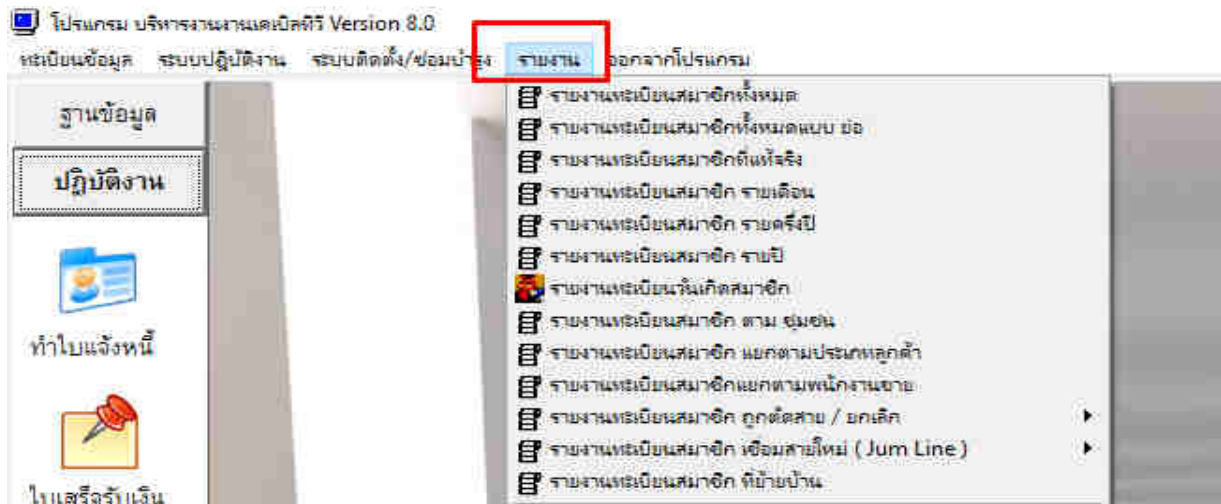 โปรแกรม บริหารงานงานเคเบิลทีวี Version 8.0
ทะเบียนข้อมูล ระบบปฎิบัติงาน ระบบติดตั้ง/ซ่อมบำรุง รายงาน ออกจากโปรแกรม
ฐานข้อมูล
ปฏิบัติงาน
ทำใบแจ้งหนี้
ใบเสร็จรับเงิน
รายงานทะเบียนสมาชิกทั้งหมด
รายงานทะเบียนสมาชิกทั้งหมดแบบ ย่อ
รายงานทะเบียนสมาชิกที่แท้จริง
รายงานทะเบียนสมาชิก รายเดือน
รายงานทะเบียนสมาชิก รายครึ่งปี
รายงานทะเบียนสมาชิก รายปี
รายงานทะเบียนวันเกิดสมาชิก
รายงานทะเบียนสมาชิก ตาม ชุมชน
รายงานทะเบียนสมาชิก แยกตามประเภทลูกค้า
รายงานทะเบียนสมาชิกแยกตามพนักงานขาย
รายงานทะเบียนสมาชิก ถูกตัดสาย / ยกเลิก
รายงานทะเบียนสมาชิก เชื่อมสายใหม่ ( Jum Line )
รายงานทะเบียนสมาชิก ที่ย้ายบ้าน